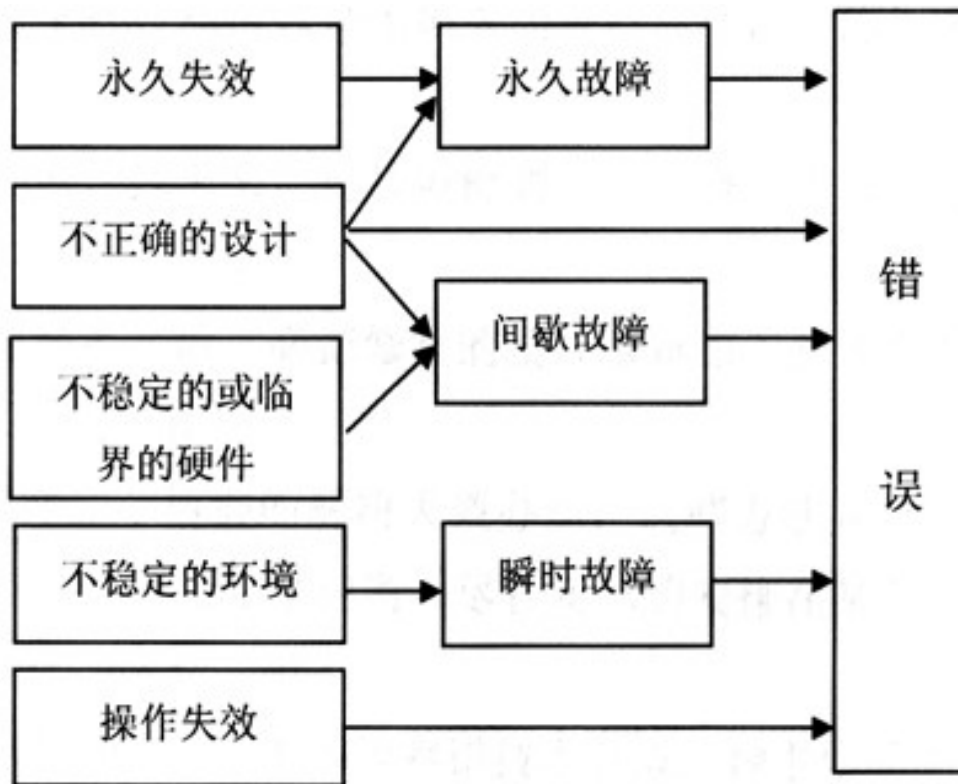 永久失效
永久故障
不正确的设计
错
误
间歇故障
不稳定的或临
界的硬件
不稳定的环境
瞬时故障
操作失效